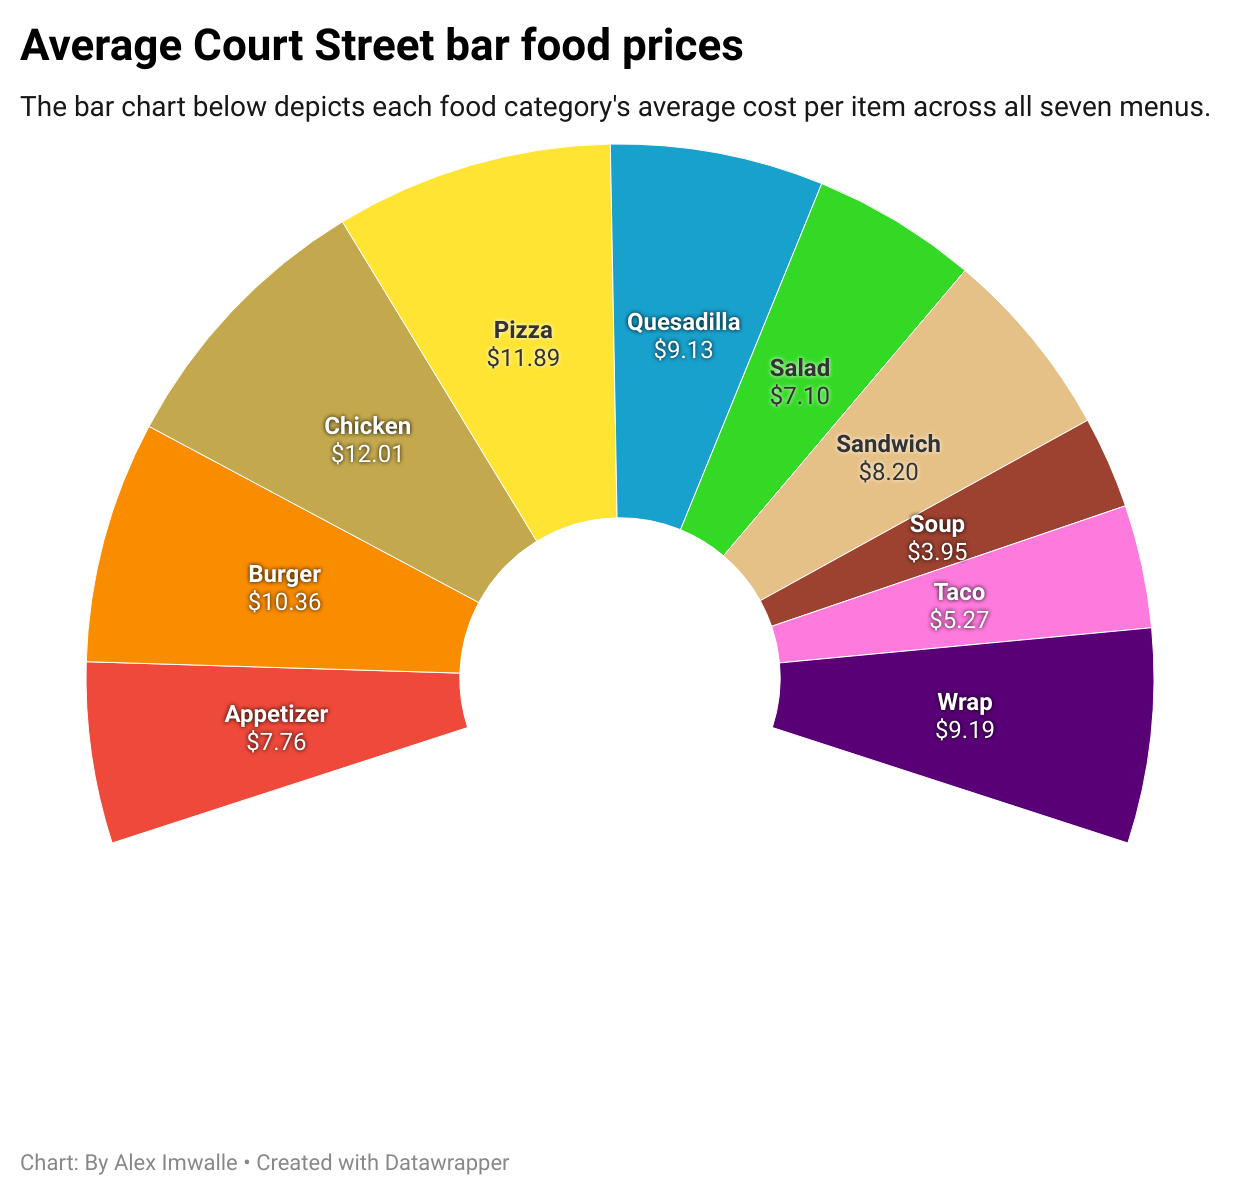 Average Court Street bar food prices
The bar chart below depicts each food category's average cost per item across all seven menus.
Appetizer
$7.76
Burger
$10.36
Chicken
$12.01
Pizza
$11.89
Quesadilla
$9.13
Salad
$7.10
Sandwich
$8.20
Soup
$3.95
Taco
$5.27
Wrap
$9.19
Chart: By Alex Imwalle • Created with Datawrapper